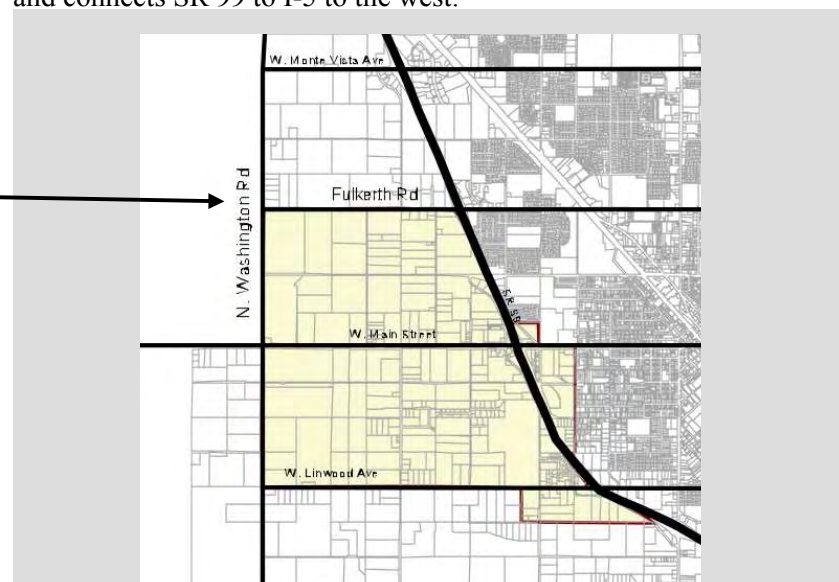 and connects SR 99 to I-5 to the west.
W. Monte Vista Ave
N. Washington Rd
Fulkerth Rd
SR 99
W. Main Street
W. Linwood Ave